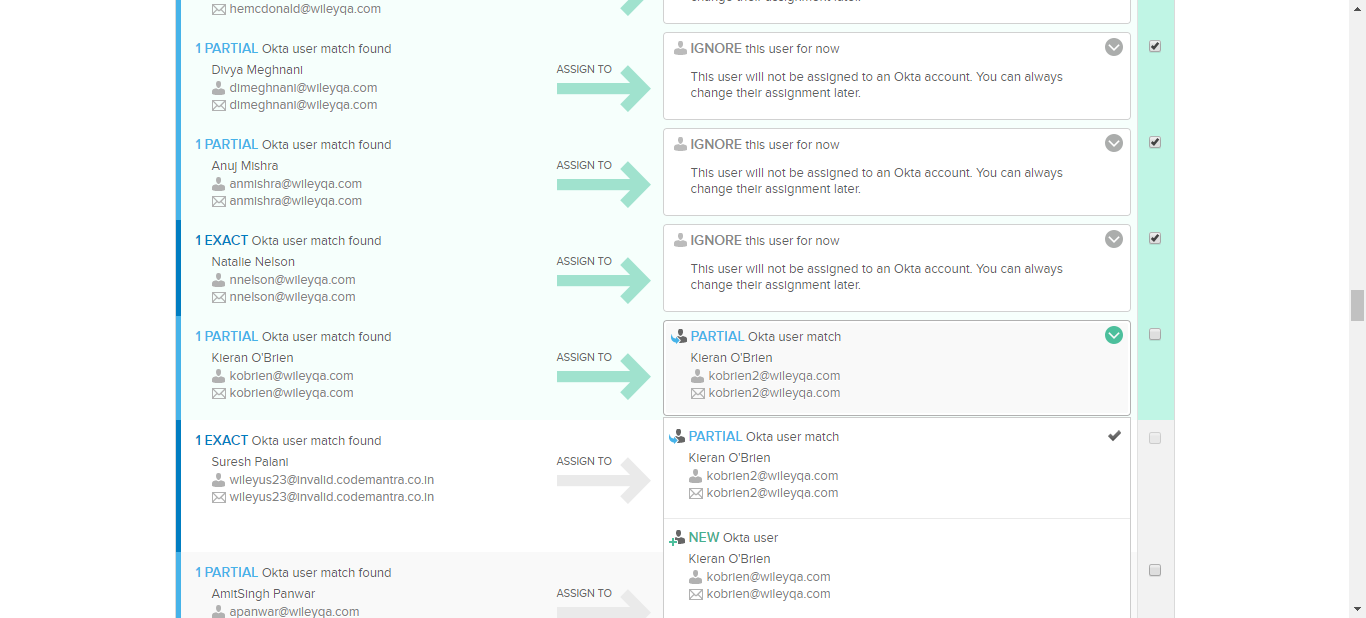 hemcdonald@wileyqa.com
change their assignment later.
1 PARTIAL Okta user match found
Divya Meghnani
dimeghnani@wileyqa.com
dimeghnani@wileyqa.com
ASSIGN TO
IGNORE this user for now
This user will not be assigned to an Okta account. You can always
change their assignment later.
1 PARTIAL Okta user match found
Anuj Mishra
anmishra@wileyqa.com
anmishra@wileyqa.com
ASSIGN TO
IGNORE this user for now
This user will not be assigned to an Okta account. You can always
change their assignment later.
1 EXACT Okta user match found
Natalie Nelson
nnelson@wileyqa.com
nnelson@wileyqa.com
ASSIGN TO
IGNORE this user for now
This user will not be assigned to an Okta account. You can always
change their assignment later.
1 PARTIAL Okta user match found
Kieran O'Brien
kobrien@wileyqa.com
kobrien@wileyqa.com
ASSIGN TO
PARTIAL Okta user match
Kieran O'Brien
kobrien2@wileyqa.com
kobrien2@wileyqa.com
1 EXACT Okta user match found
Suresh Palani
wileyus23@invalid.codemantra.co.in
wileyus23@invalid.codemantra.co.in
ASSIGN TO
PARTIAL Okta user match
Kieran O'Brien
kobrien2@wileyqa.com
kobrien2@wileyqa.com
NEW Okta user
Kieran O'Brien
kobrien@wileyqa.com
kobrien@wileyqa.com
1 PARTIAL Okta user match found
AmitSingh Panwar
apanwar@wileyqa.com
ASSIGN TO